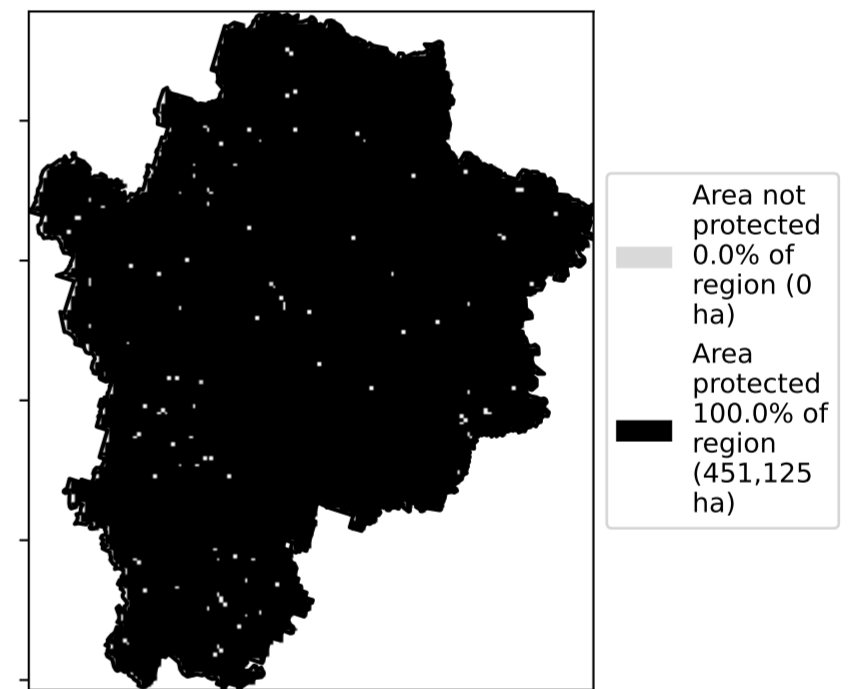 Area not
protected
0.0% of
region (0
ha)
Area
protected
100.0% of
region
(451,125
ha)